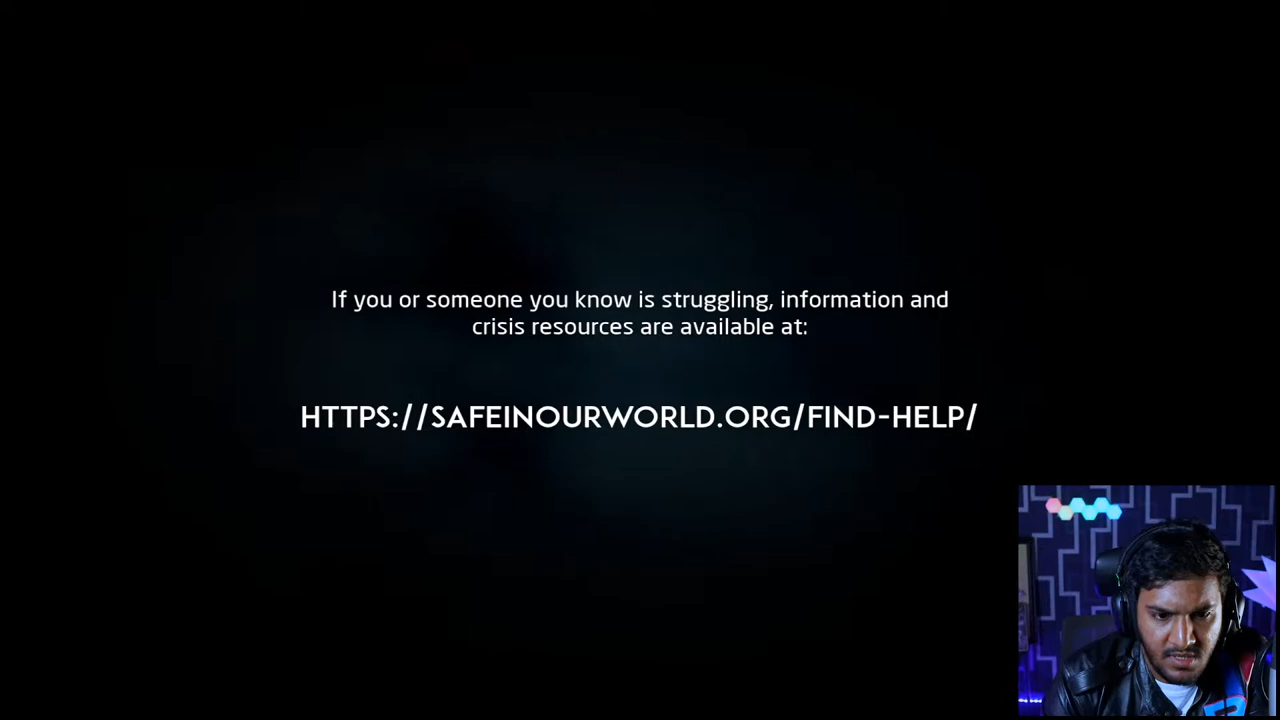 If you or someone you know is struggling, information and
crisis resources are available at:
HTTPS://SAFEINOURWORLD.ORG/FIND-HELP/